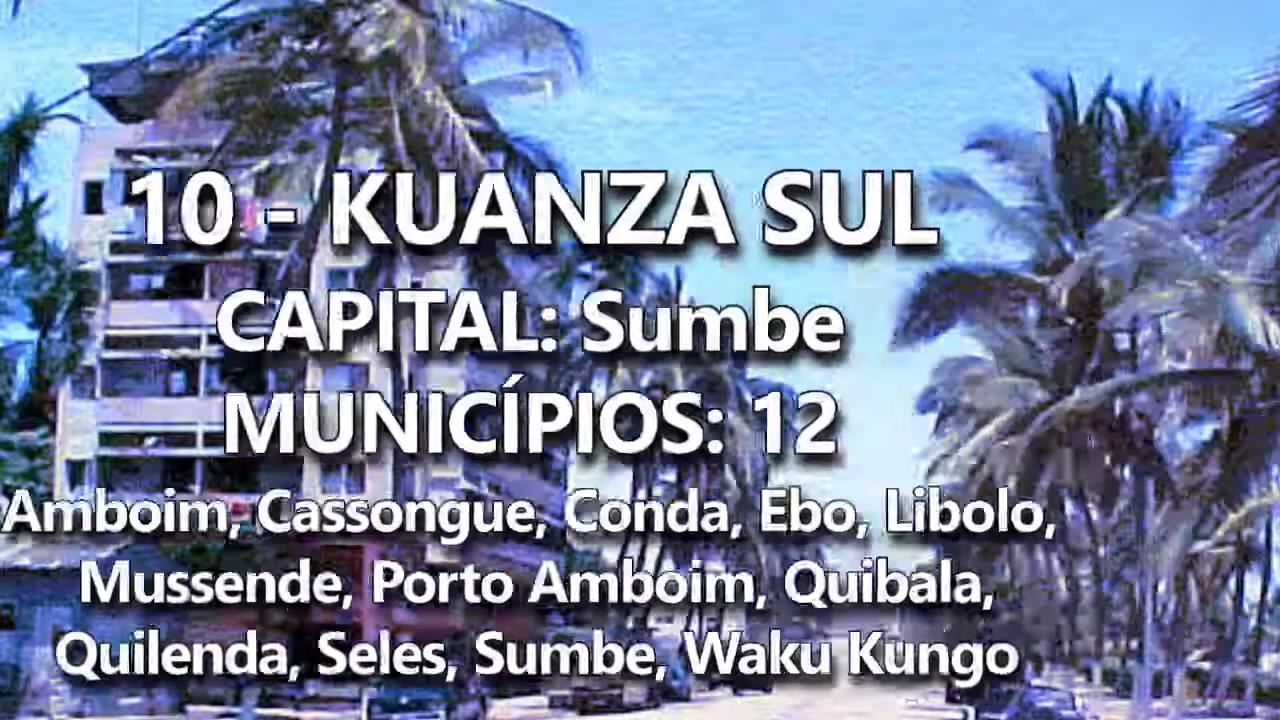 10 - KUANZA SUL
CAPITAL: Sumbe
MUNICÍPIOS: 12
Amboim, Cassongue, Conda, Ebo, Libolo,
Mussende, Porto Amboim, Quibala,
Quilenda, Seles, Sumbe, Waku Kungo